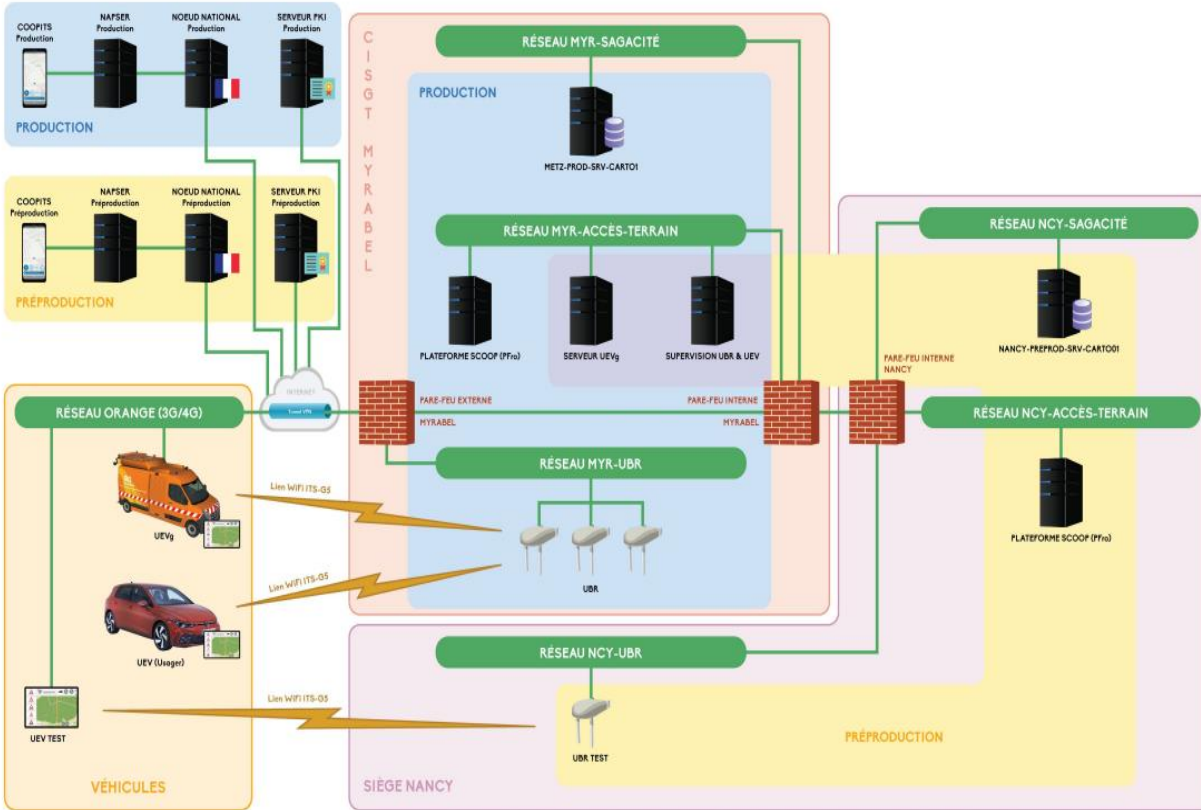 COOPITS
Production
NAPSER
Production
NOEUD NATIONAL
Production
SERVEUR PKI
Production
PRODUCTION
COOPITS
Préproduction
NAPSER
Préproduction
NOEUD NATIONAL
Préproduction
SERVEUR PKI
Préproduction
PRÉPRODUCTION
INTERNET
Tunnel VPN
RÉSEAU ORANGE (3G/4G)
UEVg
UEV (Usager)
UEV TEST
VÉHICULES
Lien WiFi ITS-G5
Lien WiFi ITS-G5
Lien WiFi ITS-G5
CISGT MYRABEL
RÉSEAU MYR-SAGACITÉ
PRODUCTION
METZ-PROD-SRV-CARTO1
RÉSEAU MYR-ACCÈS-TERRAIN
PLATEFORME SCOOP (PFro)
SERVEUR UEVg
SUPERVISION UBR & UEV
PARE-FEU EXTERNE
MYRABEL
PARE-FEU INTERNE
MYRABEL
RÉSEAU MYR-UBR
UBR
PARE-FEU INTERNE
NANCY
RÉSEAU NCY-SAGACITÉ
NANCY-PREPROD-SRV-CARTO01
RÉSEAU NCY-ACCÈS-TERRAIN
PLATEFORME SCOOP (PFro)
RÉSEAU NCY-UBR
UBR TEST
PRÉPRODUCTION
SIÈGE NANCY